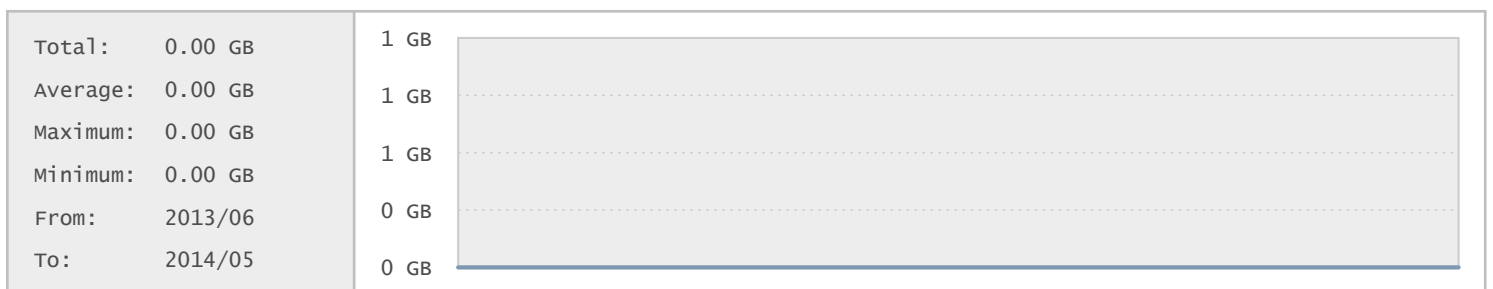 Total: 0.00 GB
Average: 0.00 GB
Maximum: 0.00 GB
Minimum: 0.00 GB
From: 2013/06
To: 2014/05
1 GB
1 GB
1 GB
0 GB
0 GB